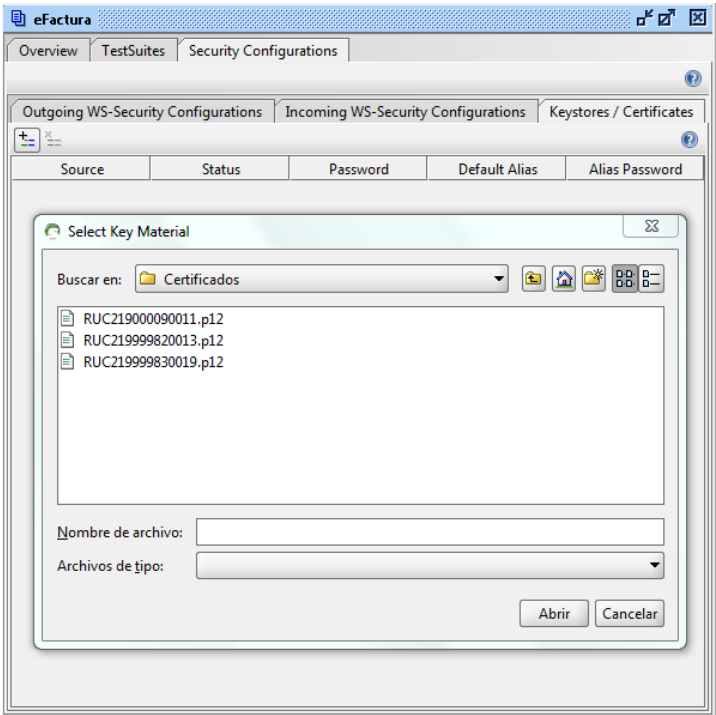 eFactura
Overview TestSuites Security Configurations
Outgoing WS-Security Configurations Incoming WS-Security Configurations Keystores / Certificates
Source Status Password Default Alias Alias Password
Select Key Material
Buscar en: Certificados
RUC219000090011.p12
RUC219999820013.p12
RUC219999830019.p12
Nombre de archivo:
Archivos de tipo:
Abrir Cancelar